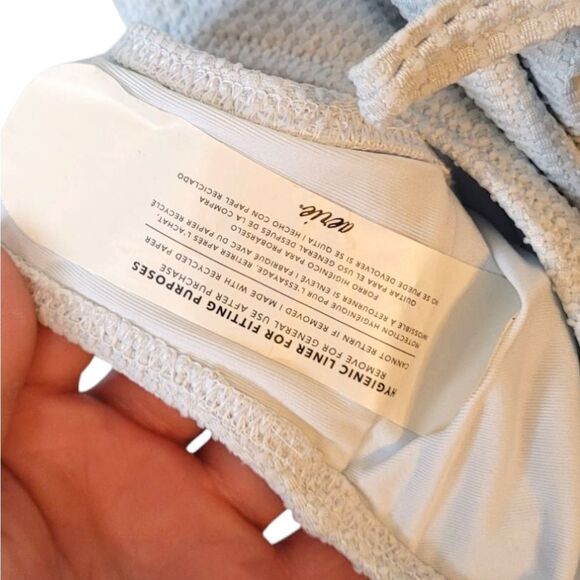 HYGIENIC LINER FOR FITTING PURPOSES
REMOVE FOR GENERAL USE AFTER PURCHASE
CANNOT RETURN IF REMOVED | MADE WITH RECYCLED PAPER
PROTECTION HYGIÉNIQUE POUR L'ESSAYAGE, RETIRER APRÈS L'ACHAT,
IMPOSSIBLE À RETOURNER SI ENLEVÉ | FABRIQUÉ AVEC DU PAPIER RECYCLÉ
FORRO HIGIÉNICO PARA PROBÁRSELO
QUITAR PARA EL USO GENERAL DESPUÉS DE LA COMPRA
NO SE PUEDE DEVOLVER SI SE QUITA | HECHO CON PAPEL RECICLADO
aerie.